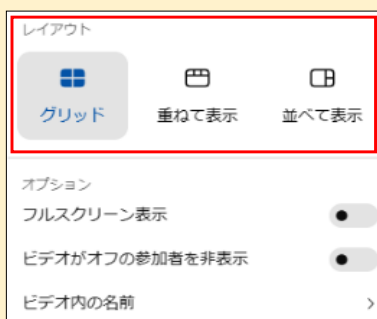 レイアウト
グリッド 重ねて表示 並べて表示
オプション
フルスクリーン表示
ビデオがオフの参加者を非表示
ビデオ内の名前